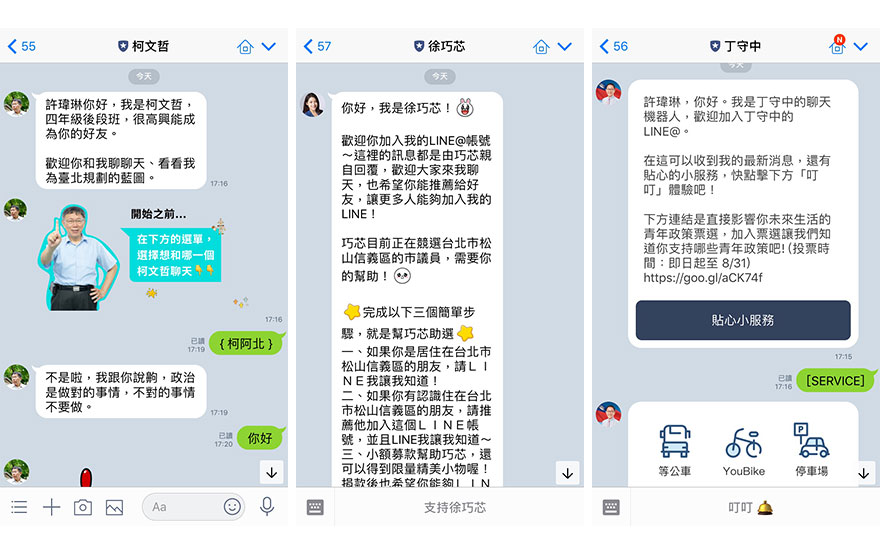 55
柯文哲
今天
許瑋琳你好，我是柯文哲，
四年級後段班，很高興能成
為你的好友。
歡迎你和我聊聊天、看看我
為臺北規劃的藍圖。
17:16
開始之前...
在下方的選單，
選擇想和哪一個
柯文哲聊天👇👇
17:16
已讀
17:19
{ 柯阿北 }
不是啦，我跟你說齁，政治
是做對的事情，不對的事情
不要做。
17:19
已讀
17:20
你好
Aa
57
徐巧芯
今天
你好，我是徐巧芯！
歡迎你加入我的LINE@帳號
～這裡的訊息都是由巧芯親
自回覆，歡迎大家來我聊
天，也希望你能推薦給好
友，讓更多人能夠加入我的
LINE！
巧芯目前正在競選台北市松
山信義區的市議員，需要你
的幫助！
⭐完成以下三個簡單步
驟，就是幫巧芯助選⭐
一、如果你是居住在台北市
松山信義區的朋友，請ＬＩ
ＮＥ我讓我知道！
二、如果你有認識住在台北
市松山信義區的朋友，請推
薦他加入這個ＬＩＮＥ帳
號，並且LINE我讓我知道～
三、小額募款幫助巧芯，還
可以得到限量精美小物喔！
捐款後也希望你能夠ＬＩＮ
支持徐巧芯
56
丁守中
N
今天
許瑋琳，你好。我是丁守中的聊天
機器人，歡迎加入丁守中的
LINE@。
在這可以收到我的最新消息，還有
貼心的小服務，快點擊下方「叮
叮」體驗吧！
下方連結是直接影響你未來生活的
青年政策票選，加入票選讓我們知
道你支持哪些青年政策吧! (投票時
間：即日起至 8/31)
https://goo.gl/aCK74f
貼心小服務
17:15
已讀
17:16
[SERVICE]
P
等公車
YouBike
停車場
叮叮 🛎